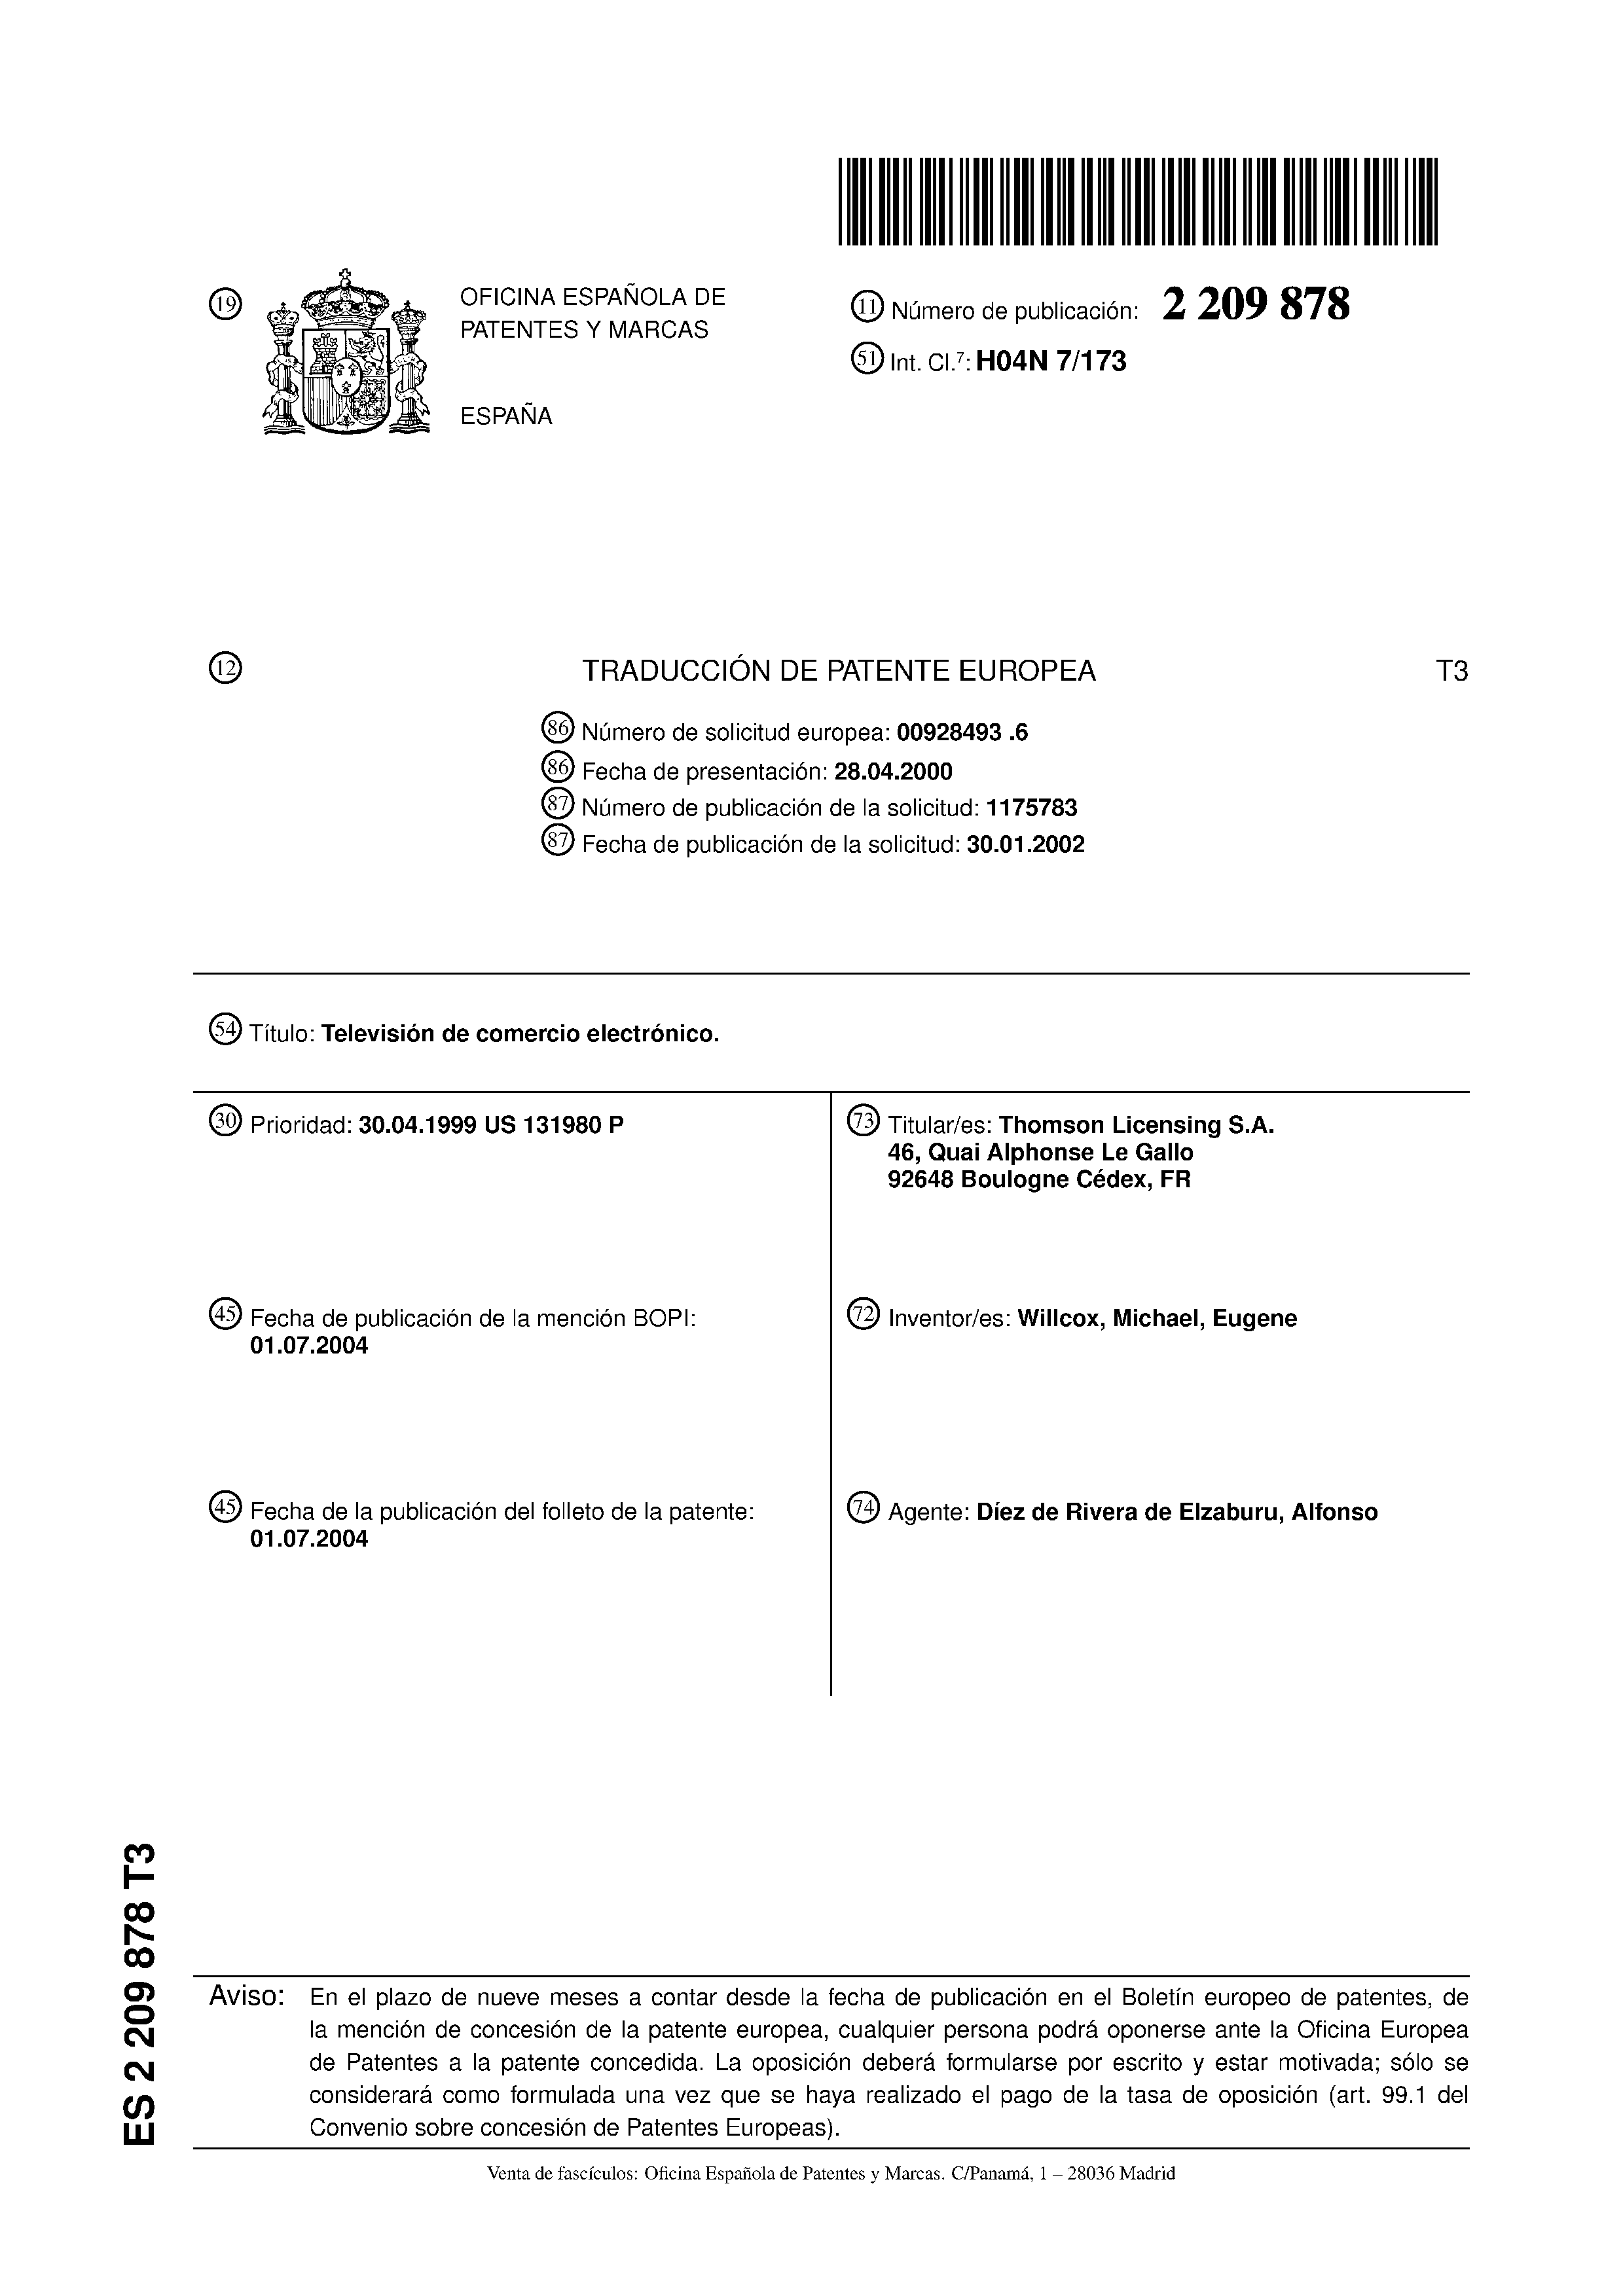 19
OFICINA ESPAÑOLA DE
PATENTES Y MARCAS
ESPAÑA
11 Número de publicación: 2 209 878
51 Int. Cl.7: H04N 7/173
12
TRADUCCIÓN DE PATENTE EUROPEA
T3
86 Número de solicitud europea: 00928493 .6
86 Fecha de presentación: 28.04.2000
87 Número de publicación de la solicitud: 1175783
87 Fecha de publicación de la solicitud: 30.01.2002
54 Título: Televisión de comercio electrónico.
30 Prioridad: 30.04.1999 US 131980 P
73 Titular/es: Thomson Licensing S.A.
46, Quai Alphonse Le Gallo
92648 Boulogne Cédex, FR
45 Fecha de publicación de la mención BOPI:
01.07.2004
72 Inventor/es: Willcox, Michael, Eugene
45 Fecha de la publicación del folleto de la patente:
01.07.2004
74 Agente: Díez de Rivera de Elzaburu, Alfonso
ES 2 209 878 T3
Aviso: En el plazo de nueve meses a contar desde la fecha de publicación en el Boletín europeo de patentes, de
la mención de concesión de la patente europea, cualquier persona podrá oponerse ante la Oficina Europea
de Patentes a la patente concedida. La oposición deberá formularse por escrito y estar motivada; sólo se
considerará como formulada una vez que se haya realizado el pago de la tasa de oposición (art. 99.1 del
Convenio sobre concesión de Patentes Europeas).
Venta de fascículos: Oficina Española de Patentes y Marcas. C/Panamá, 1 – 28036 Madrid